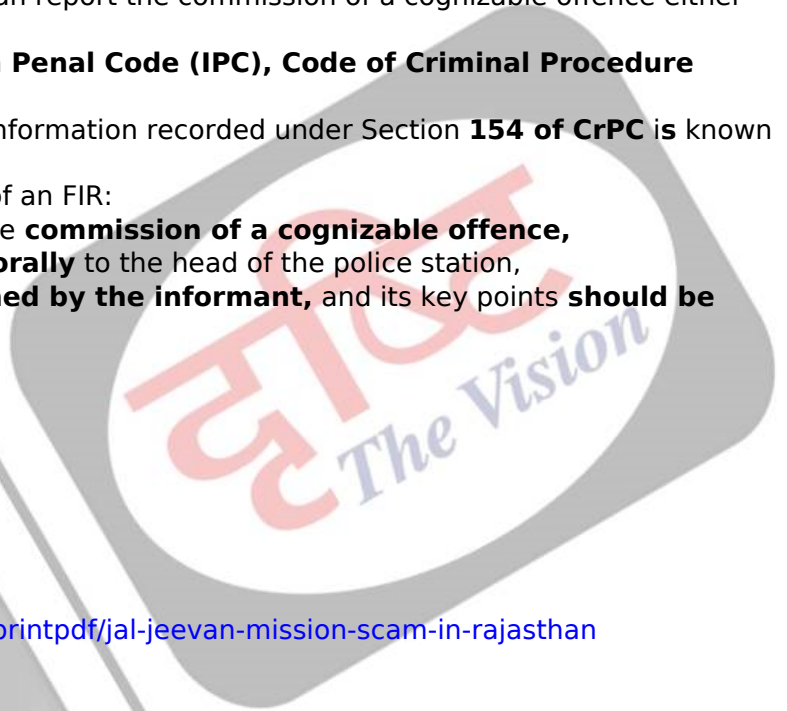 an report the commission of a cognizable offence either
Penal Code (IPC), Code of Criminal Procedure
nformation recorded under Section 154 of CrPC is known
of an FIR:
e commission of a cognizable offence,
orally to the head of the police station,
ned by the informant, and its key points should be
दृष्टि
The Vision
printpdf/jal-jeevan-mission-scam-in-rajasthan